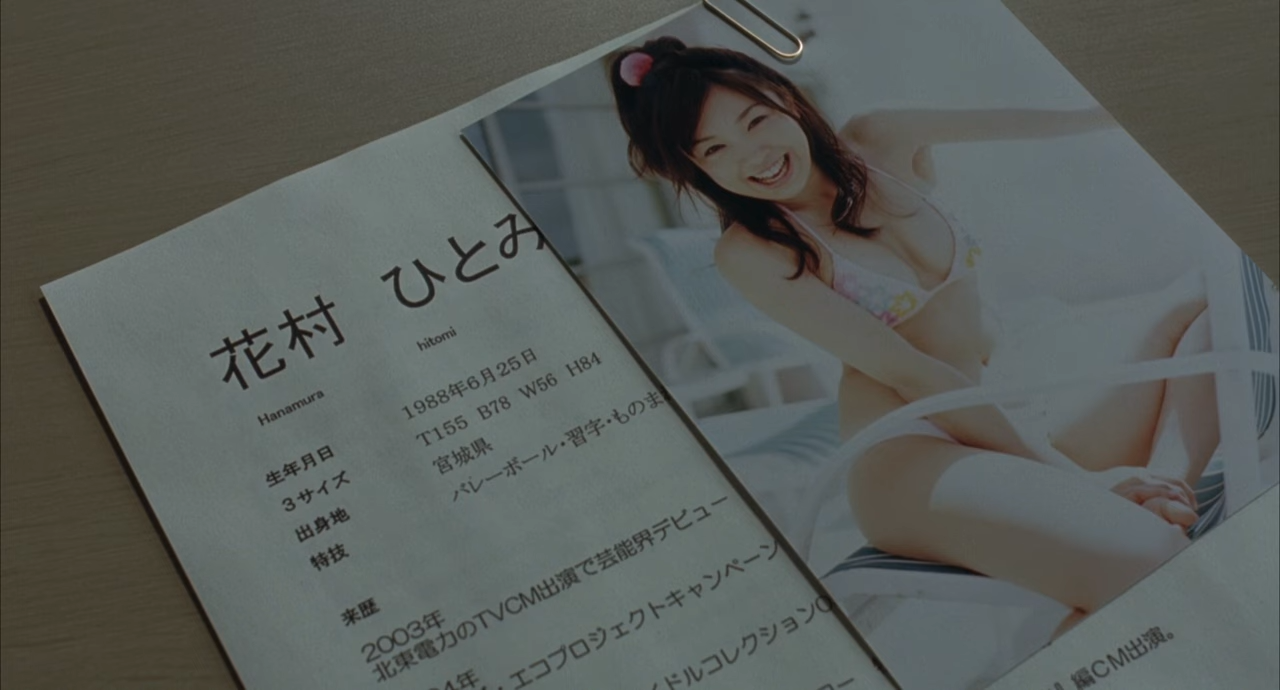 花村 ひとみ
Hanamura hitomi
生年月日 1988年6月25日
3サイズ T155 B78 W56 H84
出身地 宮城県
特技 バレーボール・習字・ものま
来歴
2003年
北東電力のTVCM出演で芸能界デビュー
4年
エコプロジェクトキャンペーン
ドルコレクション
編CM出演。